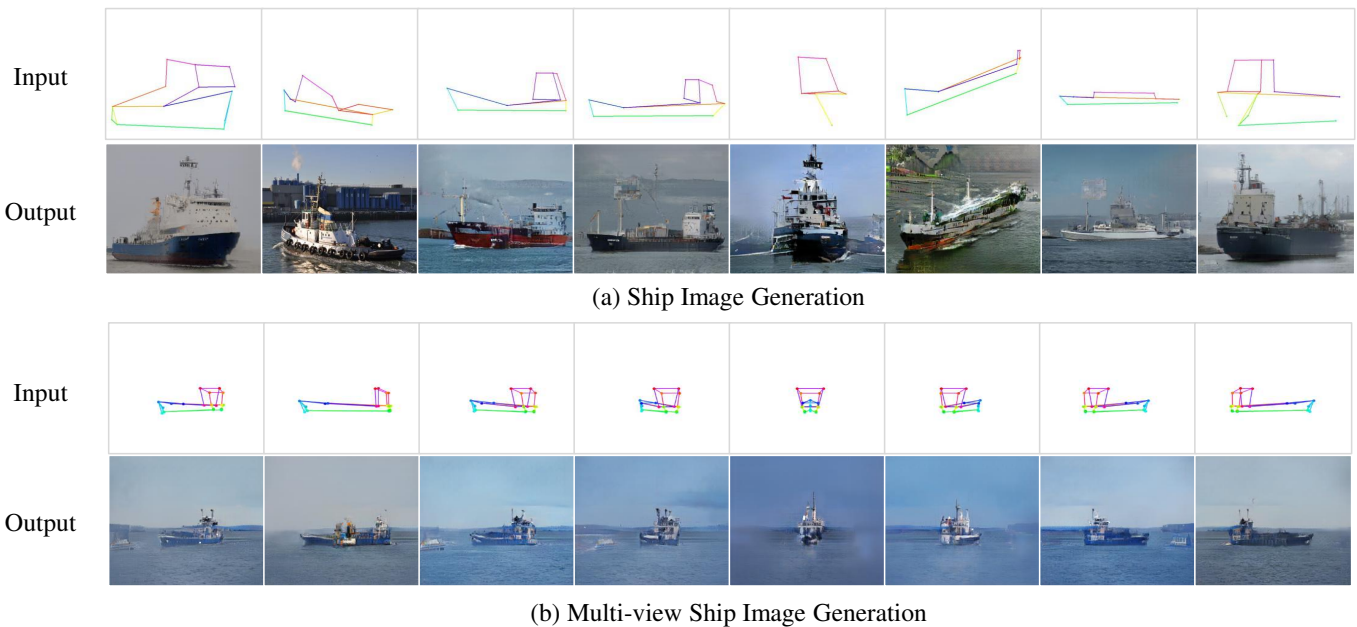 Input
Output
(a) Ship Image Generation
Input
Output
(b) Multi-view Ship Image Generation